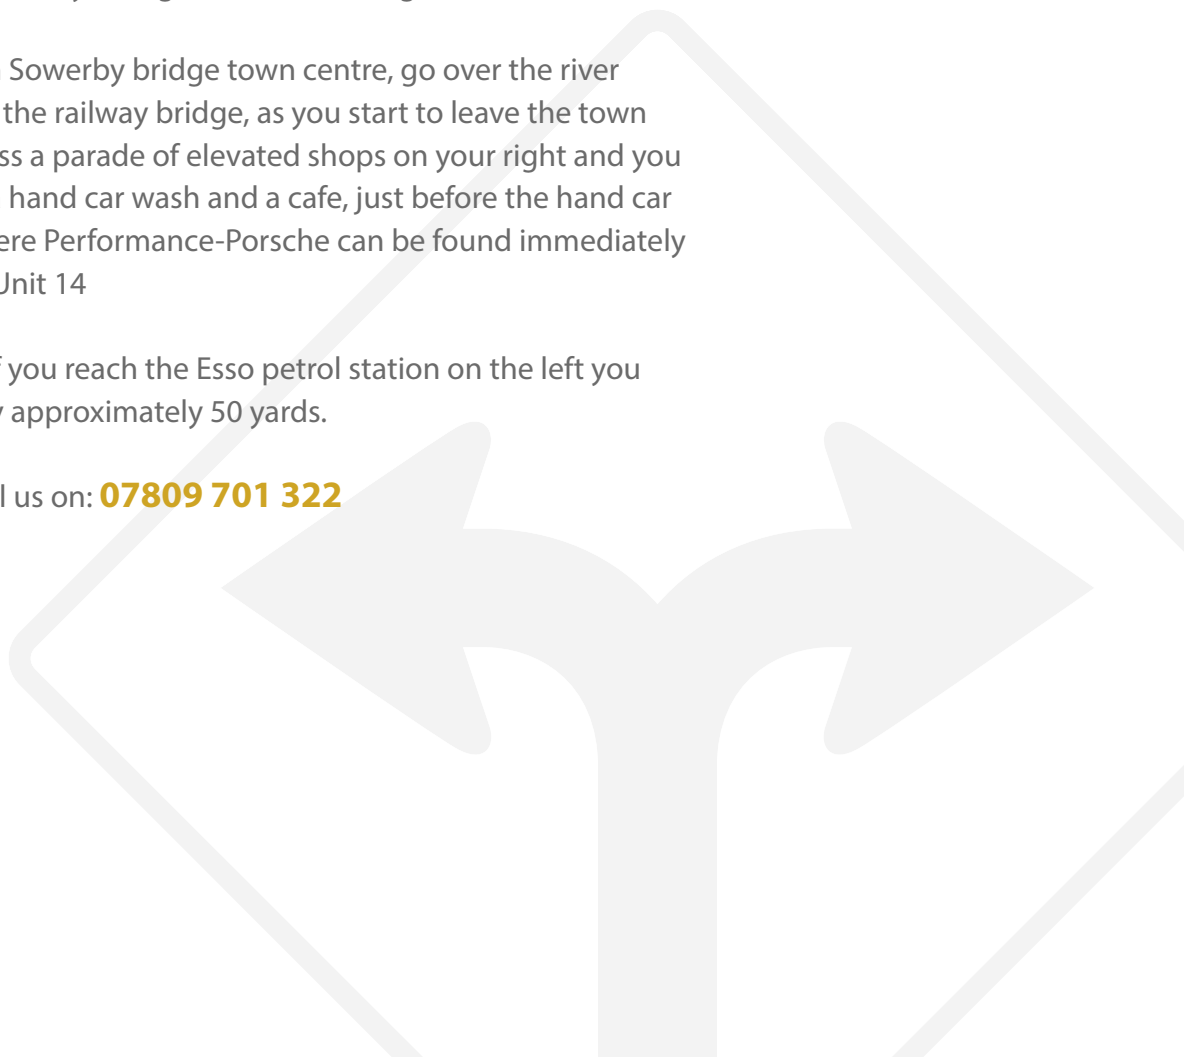 Sowerby bridge town centre, go over the river
the railway bridge, as you start to leave the town
a parade of elevated shops on your right and you
hand car wash and a cafe, just before the hand car
Performance-Porsche can be found immediately
Unit 14
you reach the Esso petrol station on the left you
approximately 50 yards.
us on: 07809 701 322